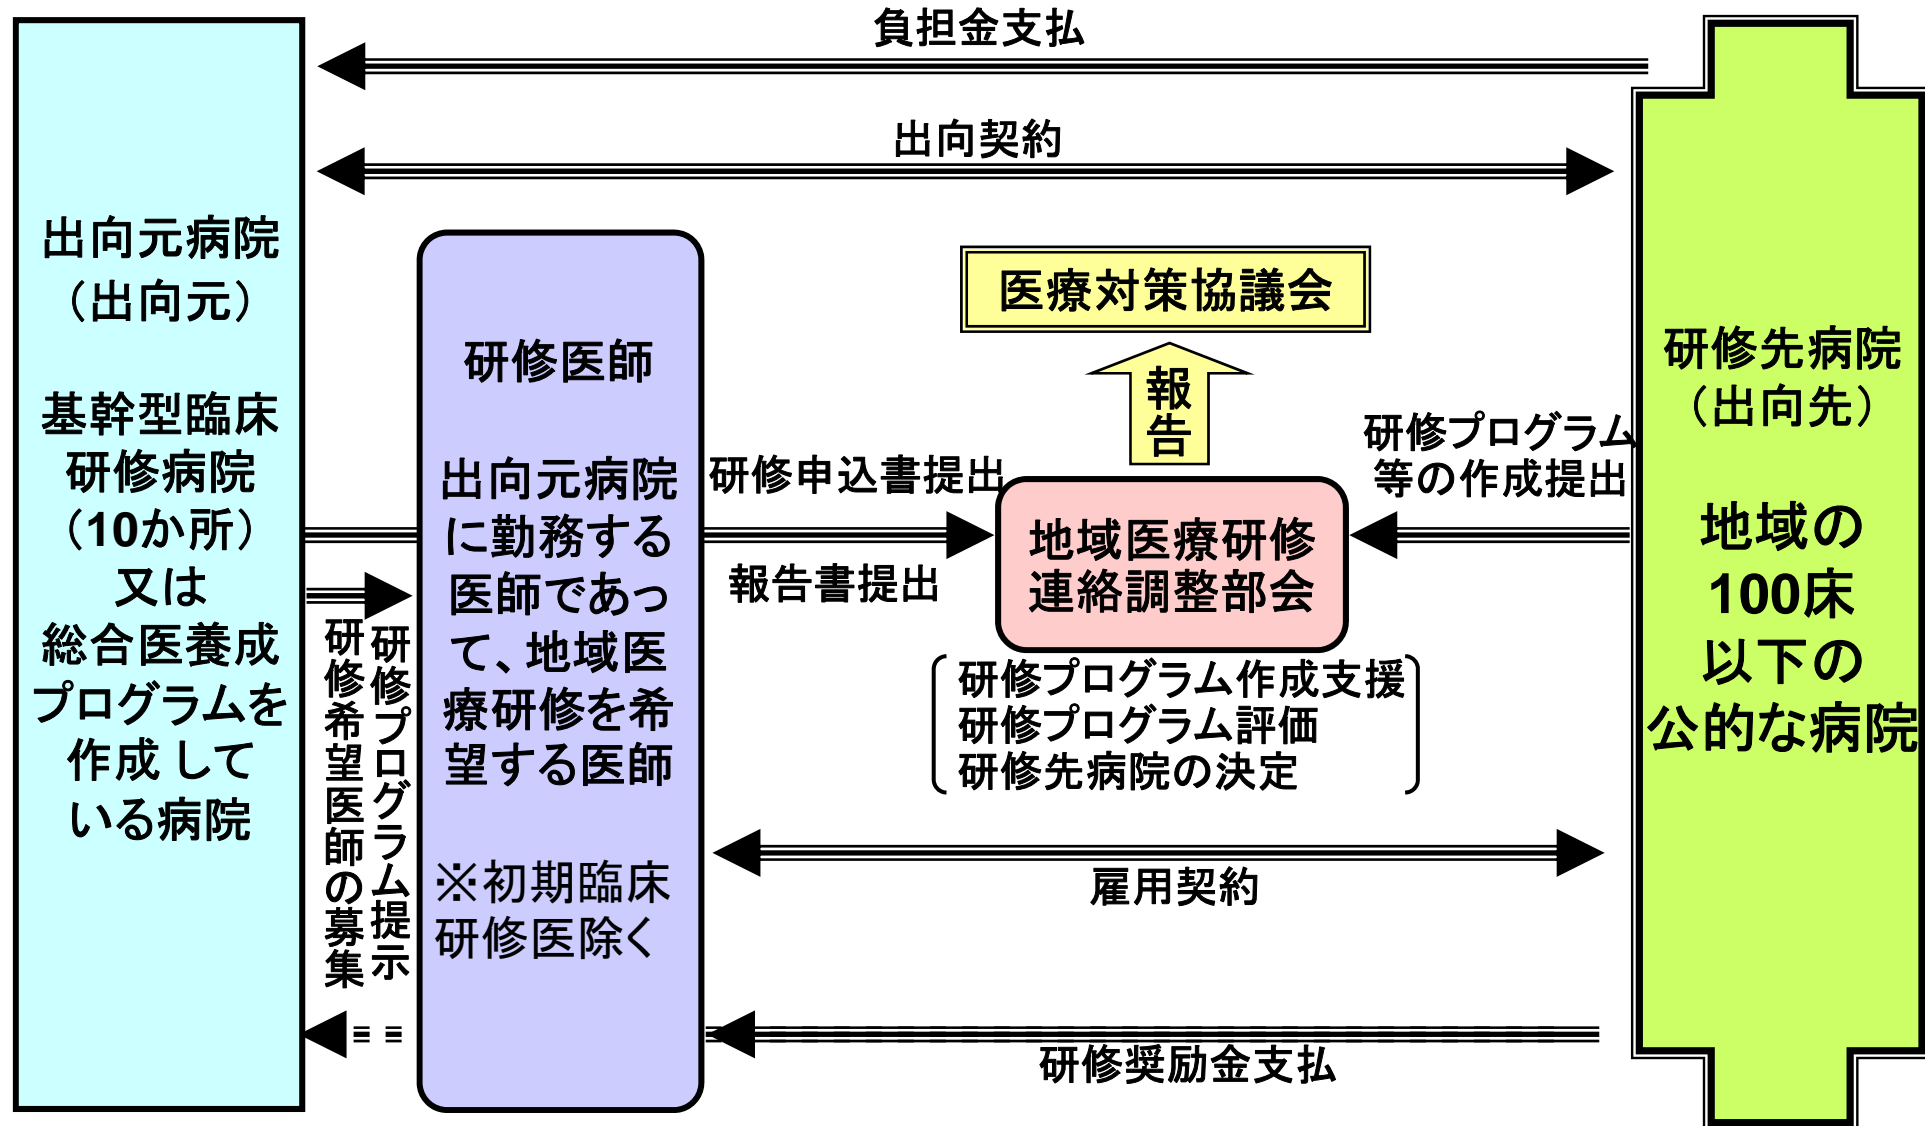 負担金支払
出向契約
出向元病院
（出向元）
基幹型臨床
研修病院
（10か所）
又は
総合医養成
プログラムを
作成 して
いる病院
研修プログラム提示
研修希望医師の募集
研修医師
出向元病院
に勤務する
医師であっ
て、地域医
療研修を希
望する医師
※初期臨床
研修医除く
医療対策協議会
報告
研修申込書提出
報告書提出
地域医療研修
連絡調整部会
研修プログラム作成支援
研修プログラム評価
研修先病院の決定
研修プログラム
等の作成提出
雇用契約
研修奨励金支払
研修先病院
（出向先）
地域の
100床
以下の
公的な病院